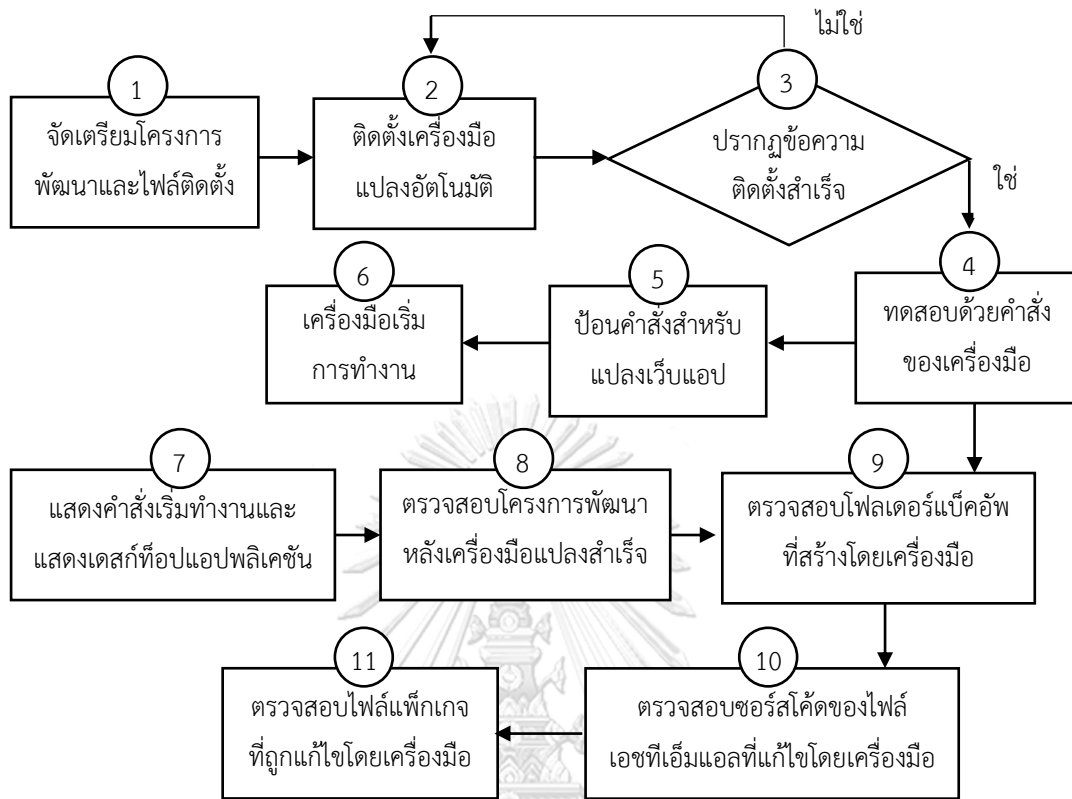 ไม่ใช่
1
จัดเตรียมโครงการ
พัฒนาและไฟล์ติดตั้ง
2
ติดตั้งเครื่องมือ
แปลงอัตโนมัติ
3
ปรากฏข้อความ
ติดตั้งสำเร็จ
ใช่
4
ทดสอบด้วยคำสั่ง
ของเครื่องมือ
5
ป้อนคำสั่งสำหรับ
แปลงเว็บแอป
6
เครื่องมือเริ่ม
การทำงาน
7
แสดงคำสั่งเริ่มทำงานและ
แสดงเดสก์ท็อปแอปพลิเคชัน
8
ตรวจสอบโครงการพัฒนา
หลังเครื่องมือแปลงสำเร็จ
9
ตรวจสอบโฟลเดอร์แบ็คอัพ
ที่สร้างโดยเครื่องมือ
10
ตรวจสอบซอร์สโค้ดของไฟล์
เอชทีเอ็มแอลที่แก้ไขโดยเครื่องมือ
11
ตรวจสอบไฟล์แพ็กเกจ
ที่ถูกแก้ไขโดยเครื่องมือ